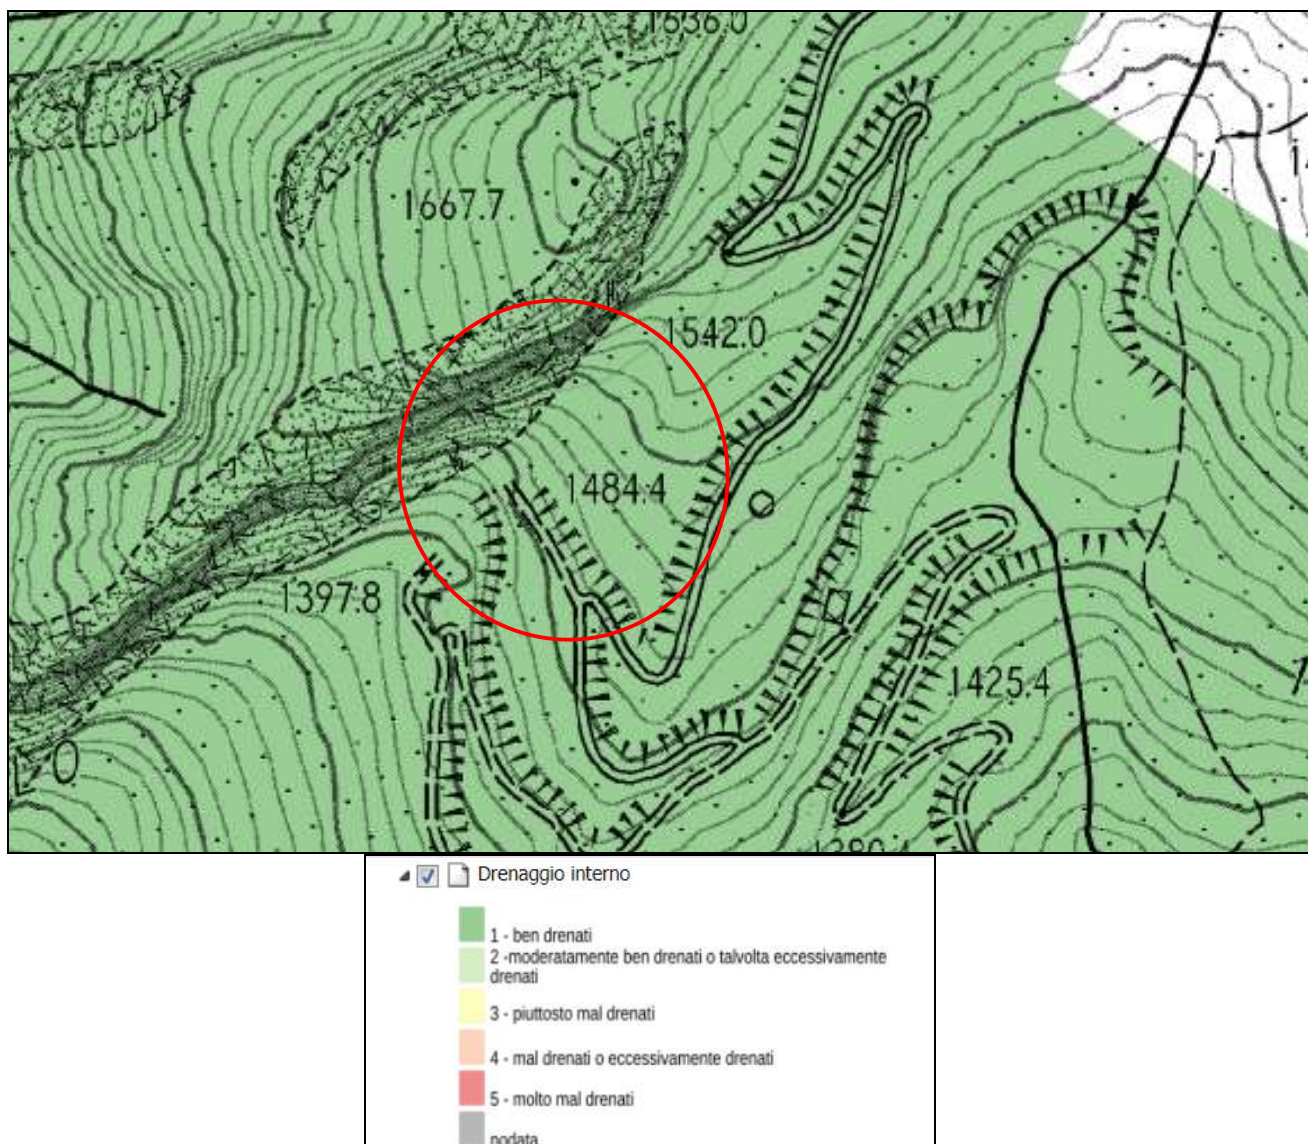 1636.0
1667.7
1542.0
1484.4
1397.8
1425.4
Drenaggio interno
1 - ben drenati
2 -moderatamente ben drenati o talvolta eccessivamente
drenati
3 - piuttosto mal drenati
4 - mal drenati o eccessivamente drenati
5 - molto mal drenati
nodata